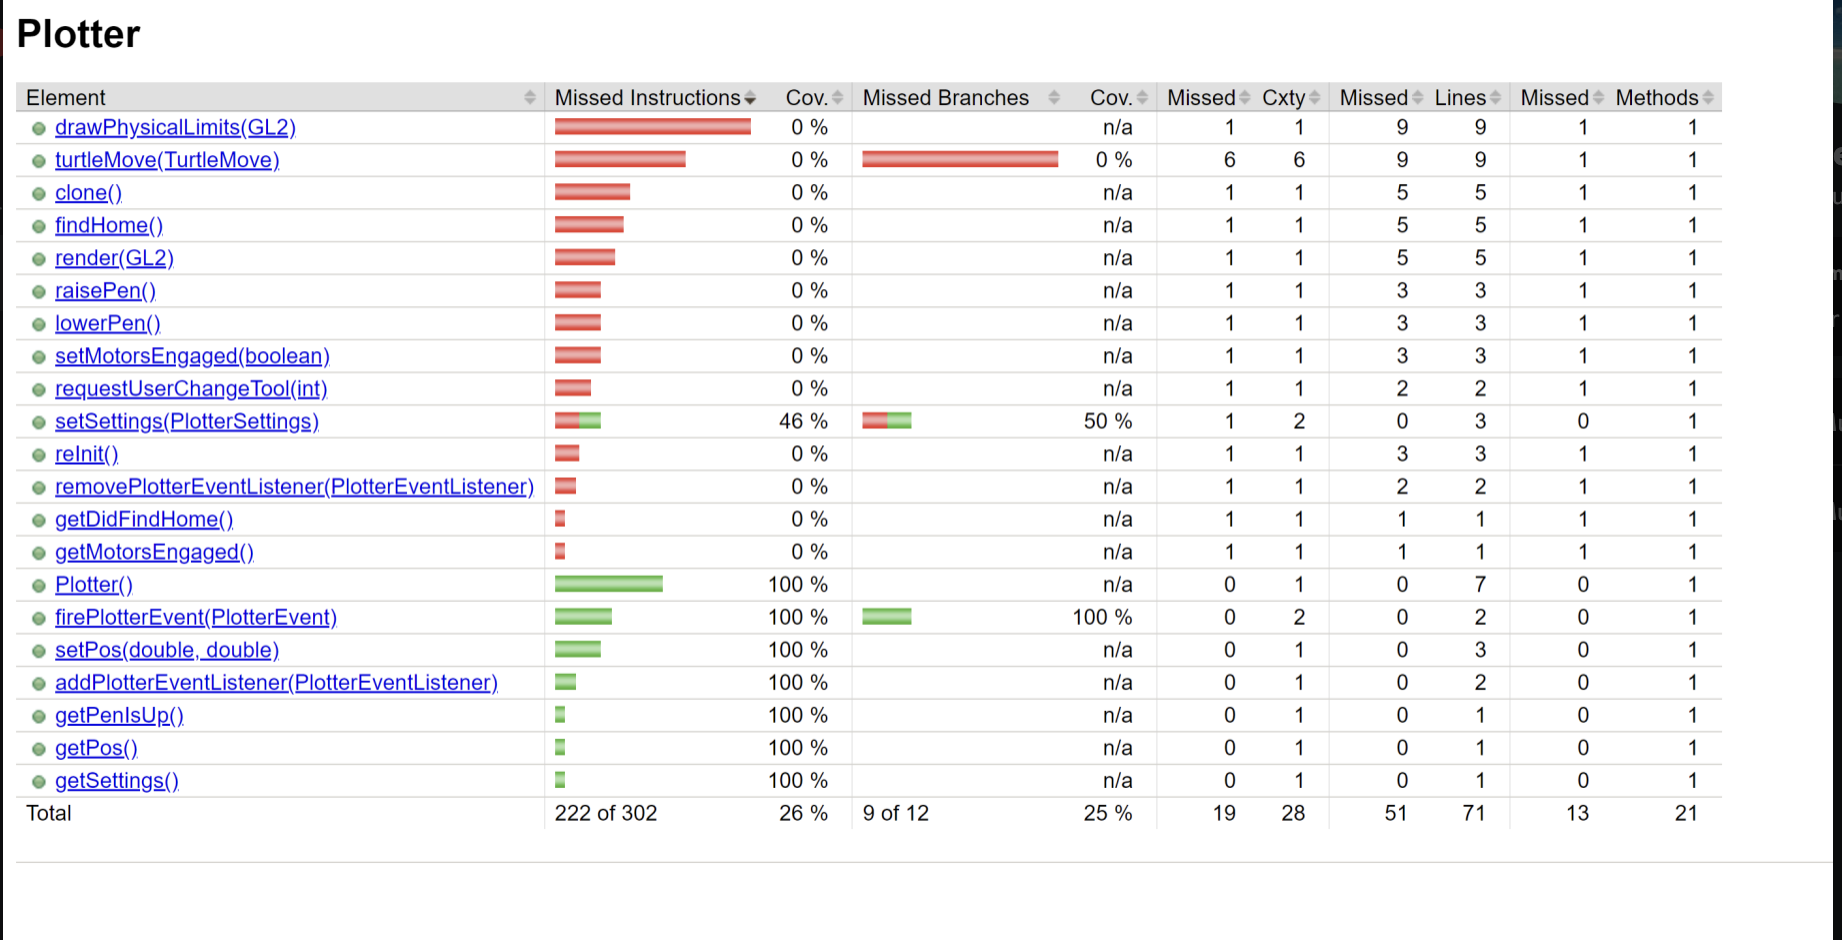 Plotter
Element Missed Instructions Cov. Missed Branches Cov. Missed Cxty Missed Lines Missed Methods
drawPhysicalLimits(GL2) 0 % n/a 1 1 9 9 1 1
turtleMove(TurtleMove) 0 % 0 % 6 6 9 9 1 1
clone() 0 % n/a 1 1 5 5 1 1
findHome() 0 % n/a 1 1 5 5 1 1
render(GL2) 0 % n/a 1 1 5 5 1 1
raisePen() 0 % n/a 1 1 3 3 1 1
lowerPen() 0 % n/a 1 1 3 3 1 1
setMotorsEngaged(boolean) 0 % n/a 1 1 3 3 1 1
requestUserChangeTool(int) 0 % n/a 1 1 2 2 1 1
setSettings(PlotterSettings) 46 % 50 % 1 2 0 3 0 1
reInit() 0 % n/a 1 1 3 3 1 1
removePlotterEventListener(PlotterEventListener) 0 % n/a 1 1 2 2 1 1
getDidFindHome() 0 % n/a 1 1 1 1 1 1
getMotorsEngaged() 0 % n/a 1 1 1 1 1 1
Plotter() 100 % n/a 0 1 0 7 0 1
firePlotterEvent(PlotterEvent) 100 % 100 % 0 2 0 2 0 1
setPos(double, double) 100 % n/a 0 1 0 3 0 1
addPlotterEventListener(PlotterEventListener) 100 % n/a 0 1 0 2 0 1
getPenIsUp() 100 % n/a 0 1 0 1 0 1
getPos() 100 % n/a 0 1 0 1 0 1
getSettings() 100 % n/a 0 1 0 1 0 1
Total 222 of 302 26 % 9 of 12 25 % 19 28 51 71 13 21